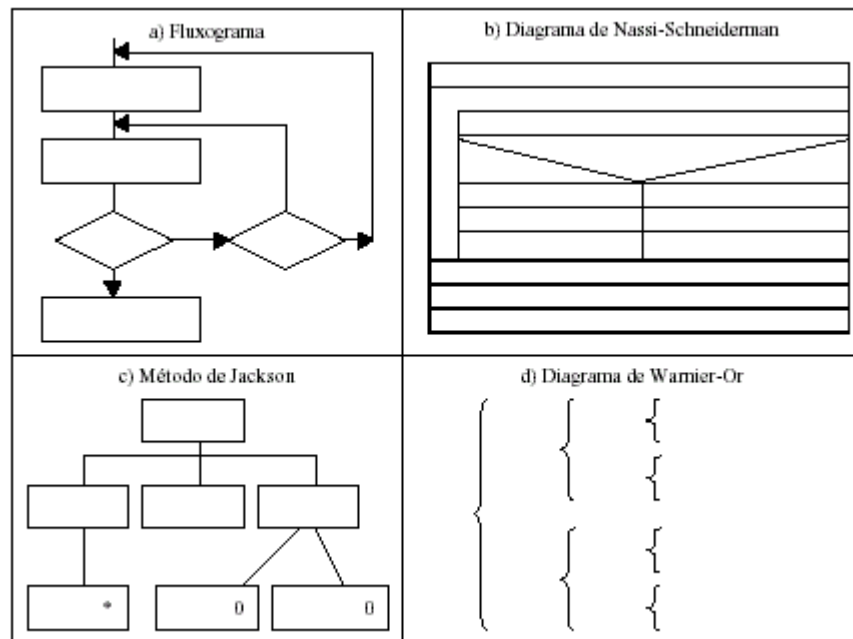 a) Fluxograma
b) Diagrama de Nassi-Schneiderman
c) Método de Jackson
d) Diagrama de Warnier-Or
*
0
0